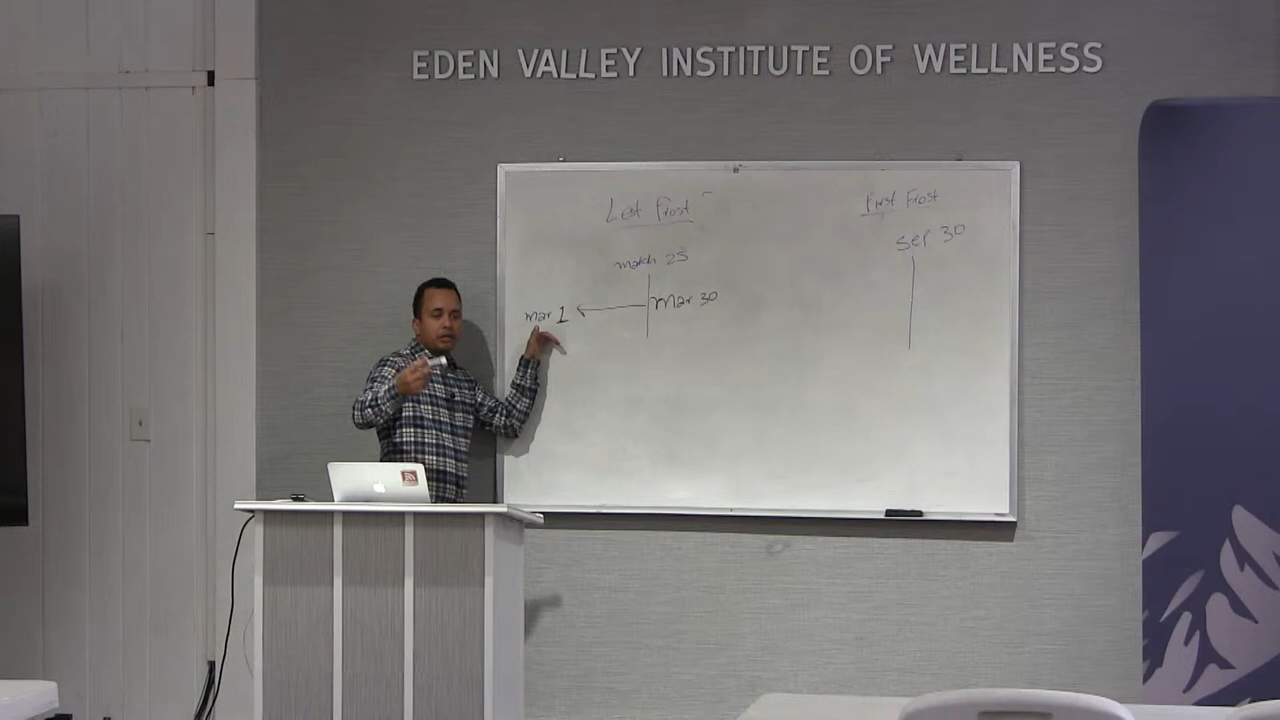 EDEN VALLEY INSTITUTE OF WELLNESS
Last Frost
First Frost
march 25
Sep 30
Mar 30
mar 1